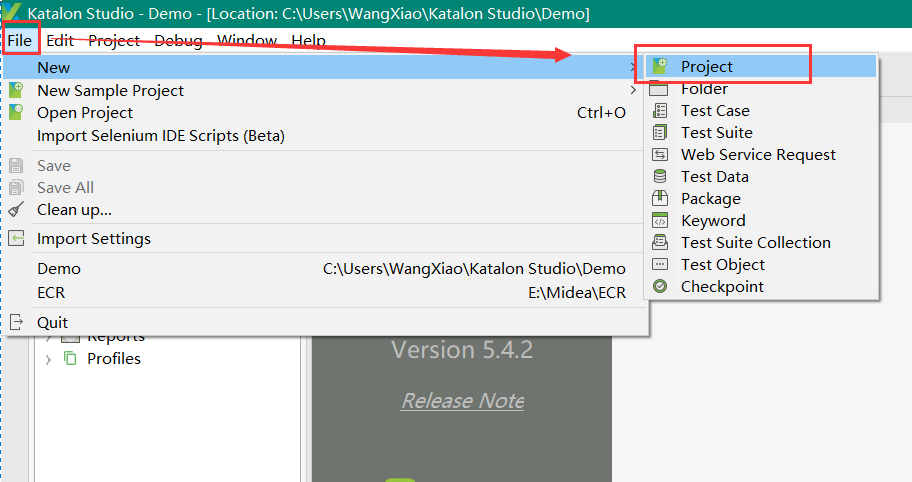 Katalon Studio - Demo - [Location: C:\Users\WangXiao\Katalon Studio\Demo]
File Edit Project Debug Window Help
New
New Sample Project
Open Project Ctrl+O
Import Selenium IDE Scripts (Beta)
Save
Save All
Clean up...
Import Settings
Demo C:\Users\WangXiao\Katalon Studio\Demo
ECR E:\Midea\ECR
Quit
Project
Folder
Test Case
Test Suite
Web Service Request
Test Data
Package
Keyword
Test Suite Collection
Test Object
Checkpoint
Reports
Profiles
Version 5.4.2
Release Note